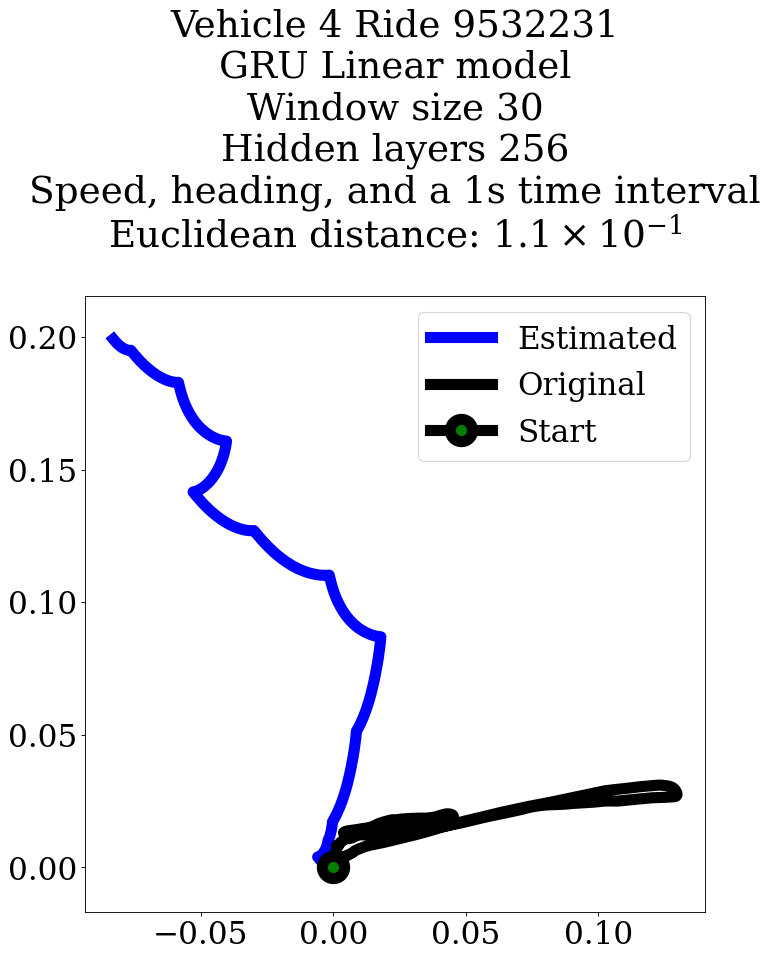 Vehicle 4 Ride 9532231
GRU Linear model
Window size 30
Hidden layers 256
Speed, heading, and a 1s time interval
Euclidean distance: 1.1 × 10⁻¹
Estimated
Original
Start
0.20
0.15
0.10
0.05
0.00
−0.05 0.00 0.05 0.10